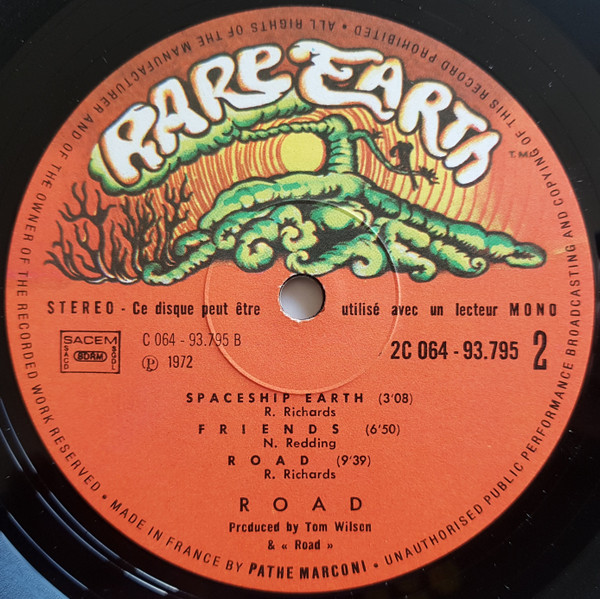 RARE EARTH
T.M.
STEREO - Ce disque peut être utilisé avec un lecteur MONO
SACEM
SACD
SDRM
SGDL
C 064 - 93.795 B
℗ 1972
2C 064 - 93.795 2
SPACESHIP EARTH (3'08)
R. Richards
FRIENDS (6'50)
N. Redding
ROAD (9'39)
R. Richards
ROAD
Produced by Tom Wilson
& « Road »
• MADE IN FRANCE BY PATHE MARCONI • UNAUTHORISED PUBLIC PERFORMANCE BROADCASTING AND COPYING OF THIS RECORD PROHIBITED • ALL RIGHTS OF THE MANUFACTURER AND OF THE OWNER OF THE RECORDED WORK RESERVED